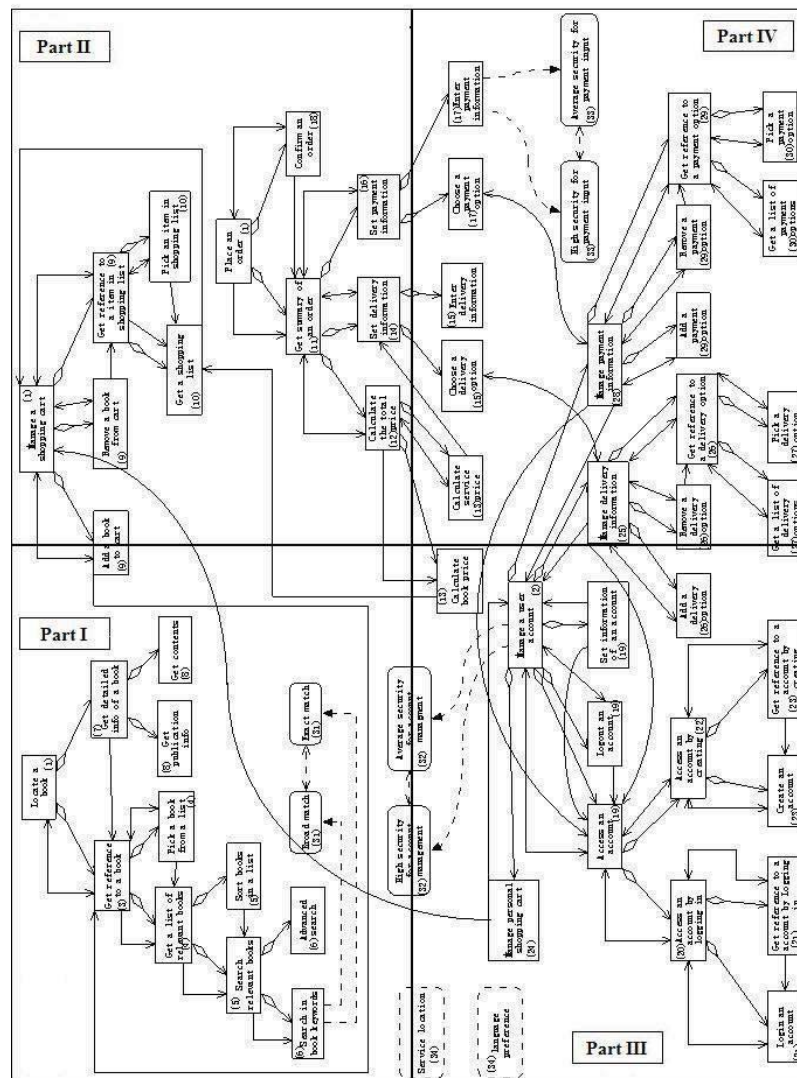 Part II
Manage a
shopping cart
(1)
Get reference to
a item in
shopping list
(9)
Pick an item in
shopping list
(10)
Get a shopping
list
(10)
Remove a book
from cart
(9)
Add a book
to cart
(9)
Place an
order
(1)
Confirm an
order
(18)
Get summary of
an order
(11)
Set payment
information
(16)
Set delivery
information
(14)
Calculate
the total
(12) price
Calculate
service
(13) price
Calculate
book price
(13)
Choose a
delivery
(15) option
(15) Enter
delivery
information
Choose a
payment
(17) option
(17) Enter
payment
information
Part IV
Average security for
payment input
(33)
High security for
payment input
(33)
Get reference to
a payment option
(29)
Pick a
payment
(30) option
Get a list of
payment
(30) options
Remove a
payment
(29) option
Add a
payment
(29) option
Manage payment
information
(28)
Get reference to
a delivery option
(26)
Pick a
delivery
(27) option
Get a list of
delivery
options
Remove a
delivery
option
Manage delivery
information
(25)
Add a
delivery
(26) option
Part I
Locate a
book
(1)
(7)
Get detailed
info of a book
Get contents
(8)
Get
publication
(8) info
Get reference
to a book
(3)
Pick a book
from a list
(4)
Get a list of
relevant books
(4)
Sort books
in a list
(5)
(5) Search
relevant books
Advanced
(6) search
Search in
(6) book keywords
Exact match
(31)
Broad match
(31)
Average security
for a account
managment
(32)
High security
for a account
(32) management
Manage a user
account
(2)
Set information
of an account
(19)
Logout an
account
(19)
Access an
account
(19)
Manage personal
shopping cart
(24)
Access an
account by
creating
(22)
Get reference to a
account by
(23) creating
Create an
account
(23)
Access an
account by
logging in
(20)
Get reference to a
account by logging
in
(21)
Login an
account
Service location
(34)
language
preference
(34)
Part III